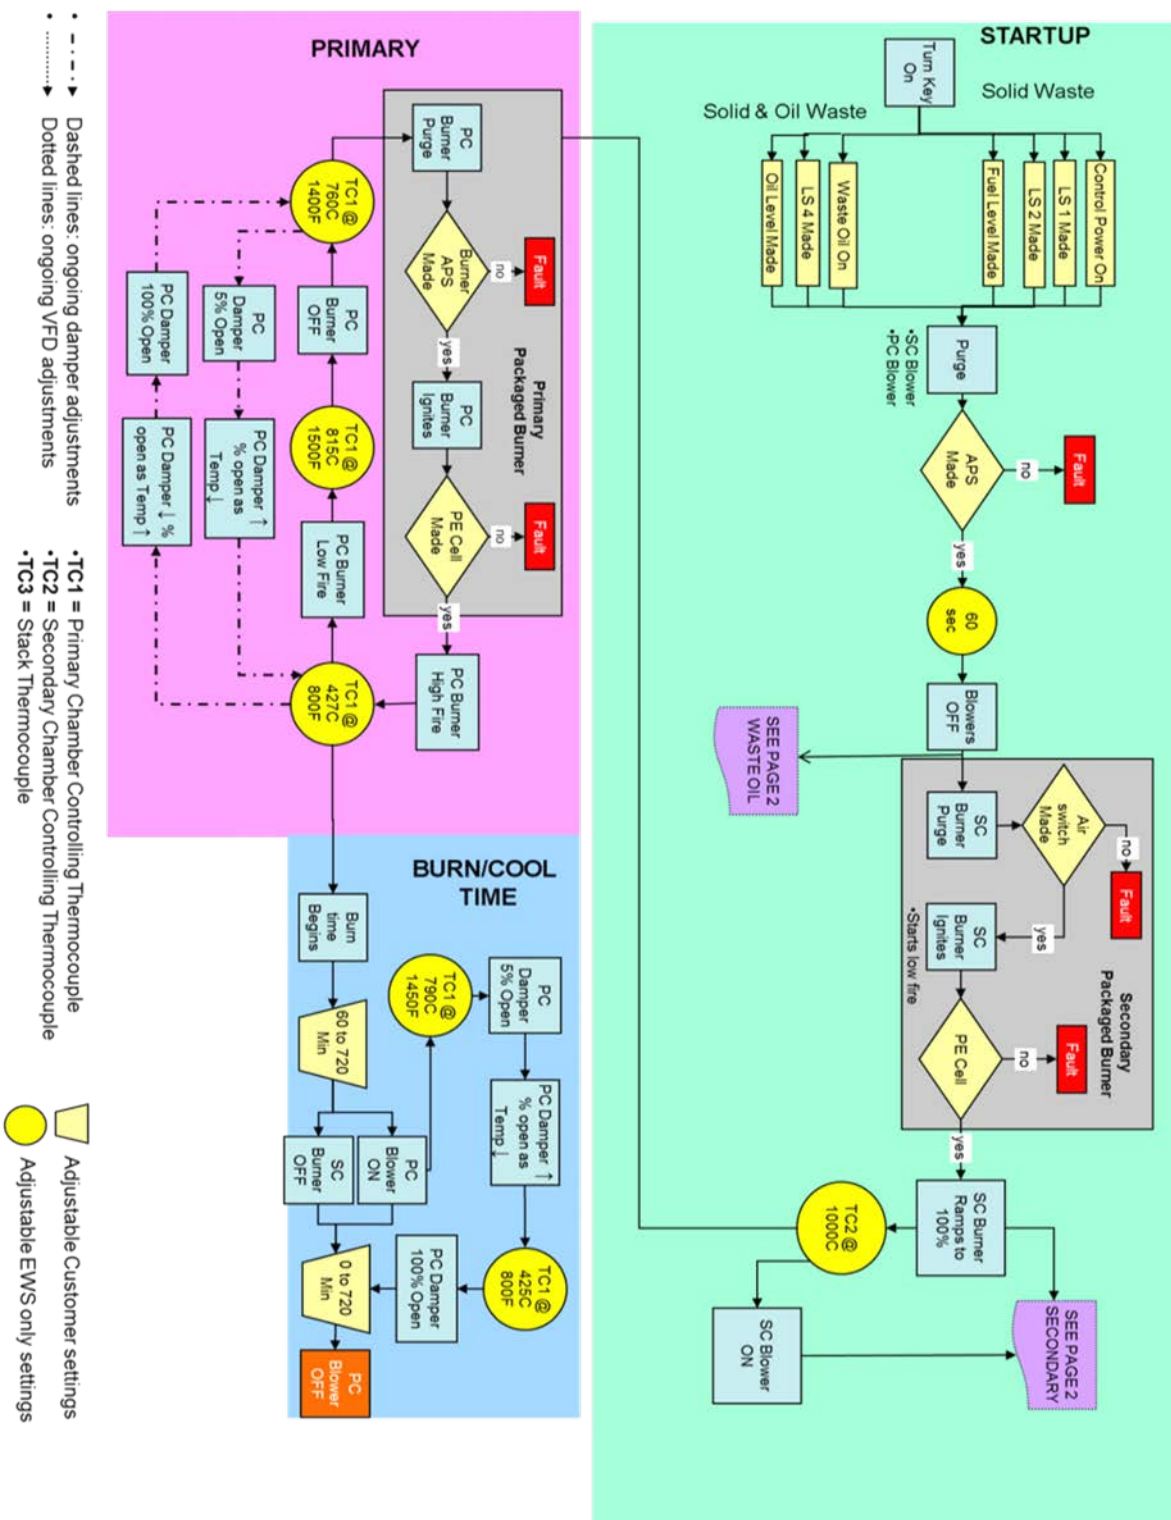 STARTUP
Turn Key
On
Solid Waste
Solid & Oil Waste
Control Power On
LS 1 Made
LS 2 Made
Fuel Level Made
Waste Oil On
LS 4 Made
Oil Level Made
Purge
•SC Blower
•PC Blower
APS
Made
no
Fault
yes
60
sec
Blowers
OFF
SEE PAGE 2
WASTE OIL
Secondary
Packaged Burner
SC
Burner
Purge
Air
switch
Made
no
Fault
yes
SC
Burner
Ignites
•Starts low fire
PE Cell
no
Fault
yes
SC Burner
Ramps to
100%
SEE PAGE 2
SECONDARY
TC2 @
1000C
SC Blower
ON
PRIMARY
Primary
Packaged Burner
PC
Burner
Purge
Burner
APS
Made
no
Fault
yes
PC
Burner
Ignites
PE Cell
Made
no
Fault
yes
PC Burner
High Fire
TC1 @
427C
800F
PC Burner
Low Fire
TC1 @
815C
1500F
PC
Burner
OFF
TC1 @
760C
1400F
PC
Damper
5% Open
PC Damper ↑
% open as
Temp ↓
PC Damper ↓ %
open as Temp ↑
PC Damper
100% Open
BURN/COOL
TIME
Burn
time
Begins
60 to 720
Min
PC
Blower
ON
SC
Burner
OFF
TC1 @
790C
1450F
PC
Damper
5% Open
PC Damper ↑
% open as
Temp ↓
TC1 @
425C
800F
PC Damper
100% Open
0 to 720
Min
PC
Blower
OFF
• Dashed lines: ongoing damper adjustments
• Dotted lines: ongoing VFD adjustments
•TC1 = Primary Chamber Controlling Thermocouple
•TC2 = Secondary Chamber Controlling Thermocouple
•TC3 = Stack Thermocouple
Adjustable Customer settings
Adjustable EWS only settings